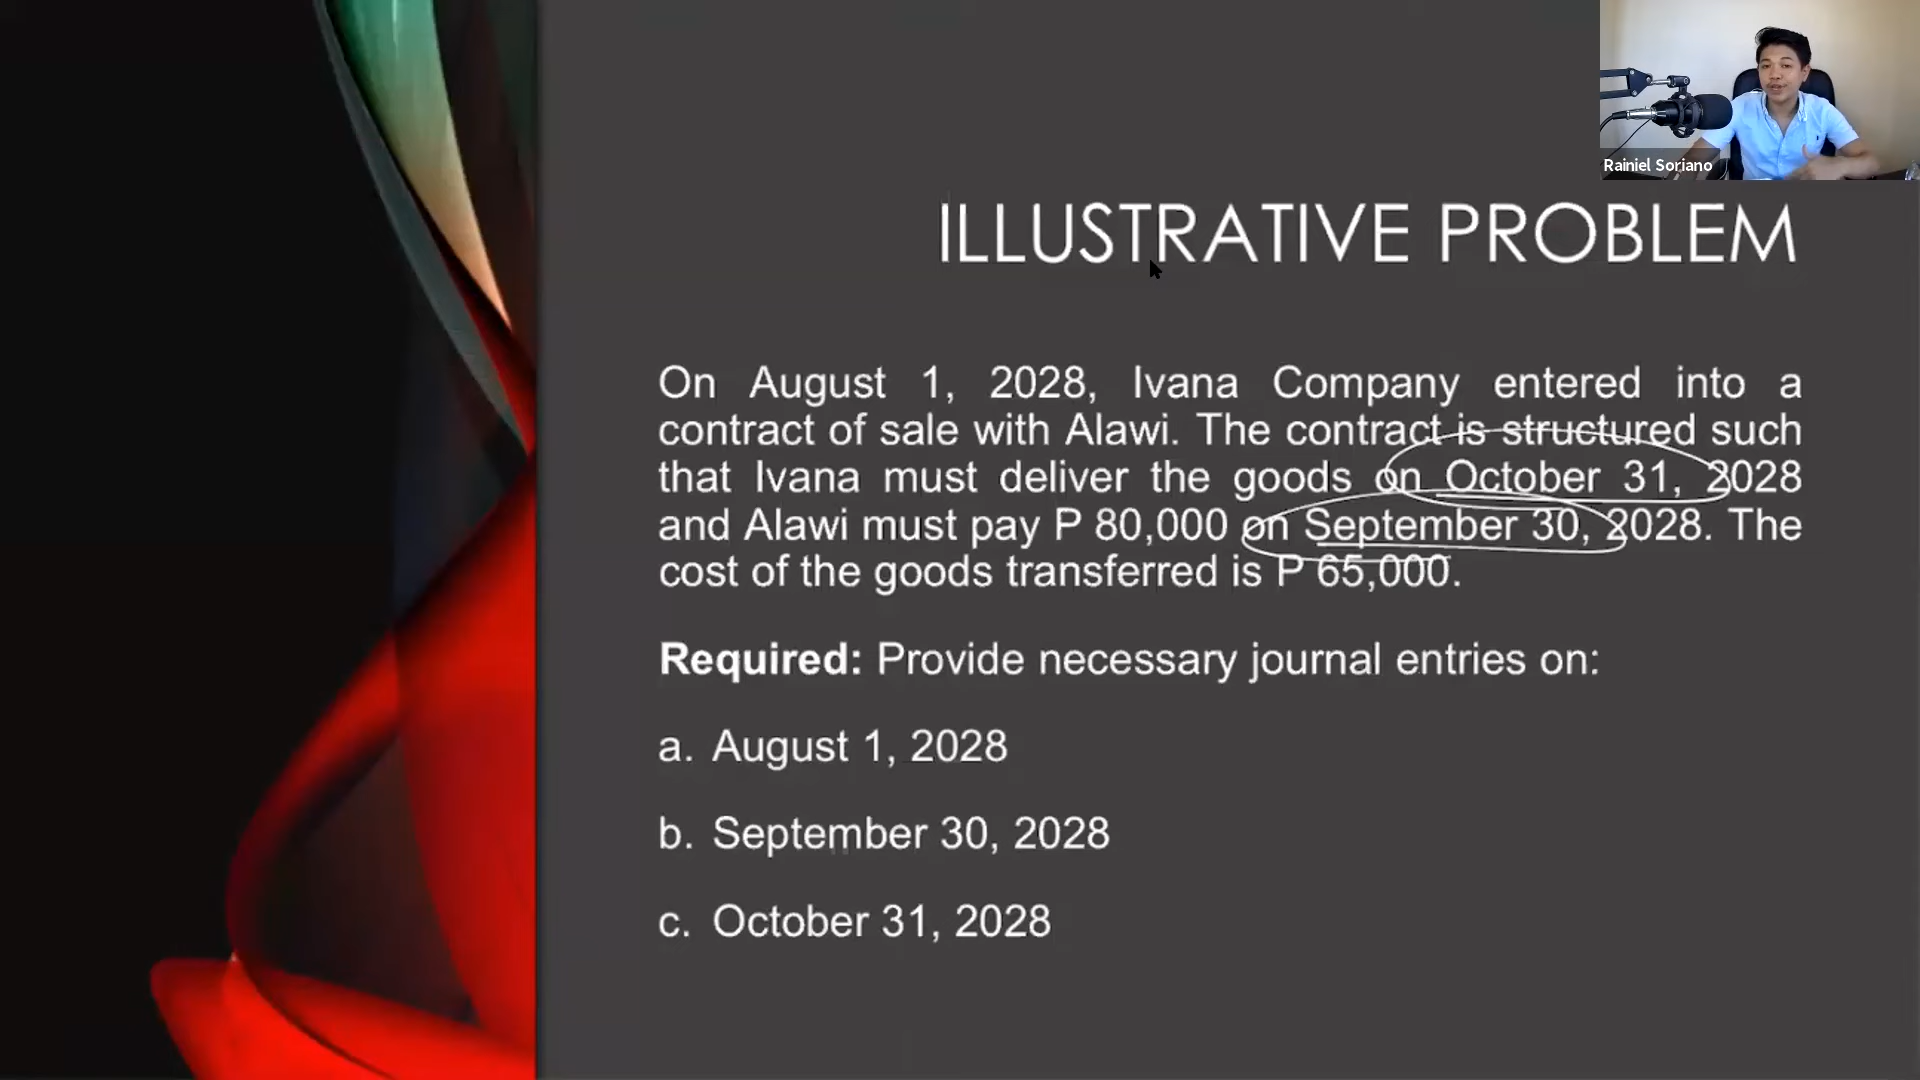 Rainiel Soriano
ILLUSTRATIVE PROBLEM
On August 1, 2028, Ivana Company entered into a
contract of sale with Alawi. The contract is structured such
that Ivana must deliver the goods on October 31, 2028
and Alawi must pay P 80,000 on September 30, 2028. The
cost of the goods transferred is P 65,000.
Required: Provide necessary journal entries on:
a. August 1, 2028
b. September 30, 2028
c. October 31, 2028